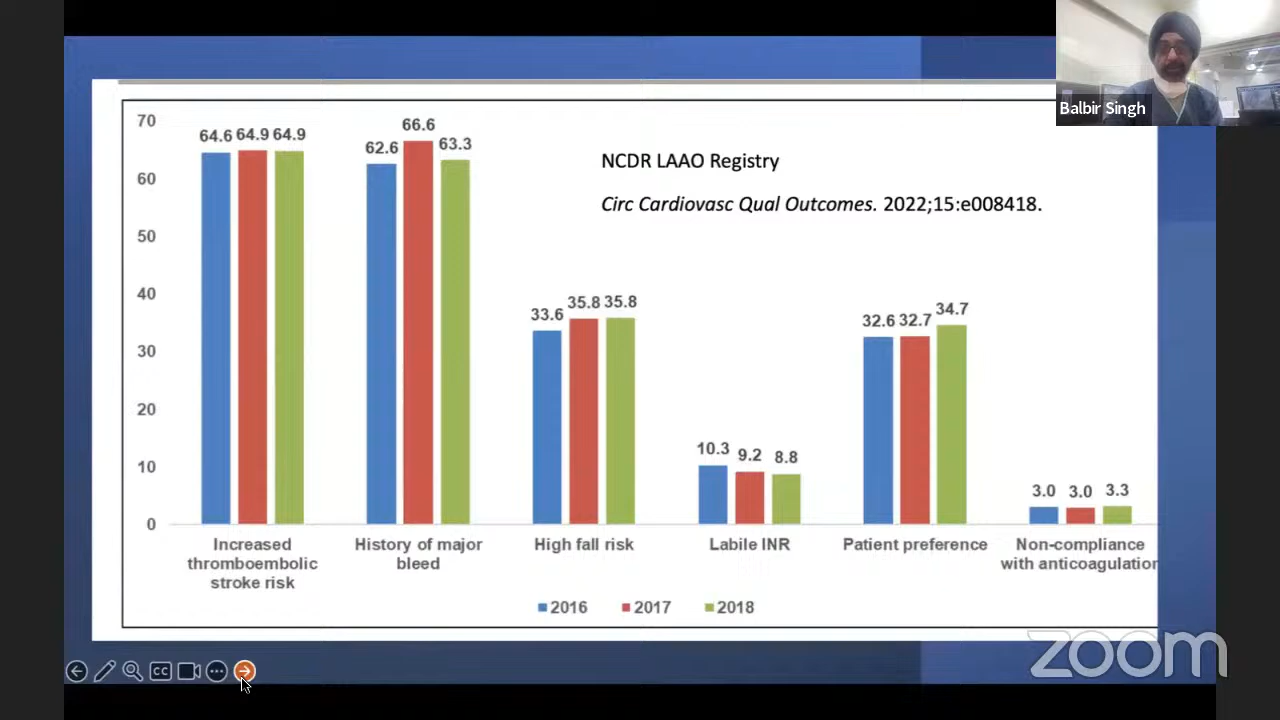 Balbir Singh
NCDR LAAO Registry
Circ Cardiovasc Qual Outcomes. 2022;15:e008418.
70
60
50
40
30
20
10
0
64.6 64.9 64.9
62.6 66.6 63.3
33.6 35.8 35.8
10.3 9.2 8.8
32.6 32.7 34.7
3.0 3.0 3.3
Increased
thromboembolic
stroke risk
History of major
bleed
High fall risk
Labile INR
Patient preference
Non-compliance
with anticoagulation
2016 2017 2018
CC
zoom